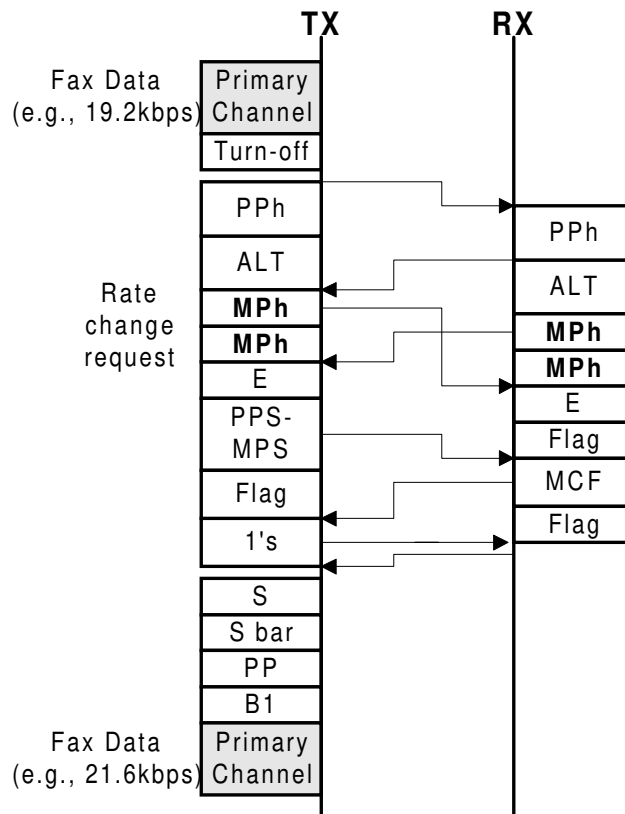 TX
RX
Fax Data
(e.g., 19.2kbps)
Primary
Channel
Turn-off
Rate
change
request
PPh
ALT
MPh
MPh
E
PPS-
MPS
Flag
1's
PPh
ALT
MPh
MPh
E
Flag
MCF
Flag
S
S bar
PP
B1
Fax Data
(e.g., 21.6kbps)
Primary
Channel